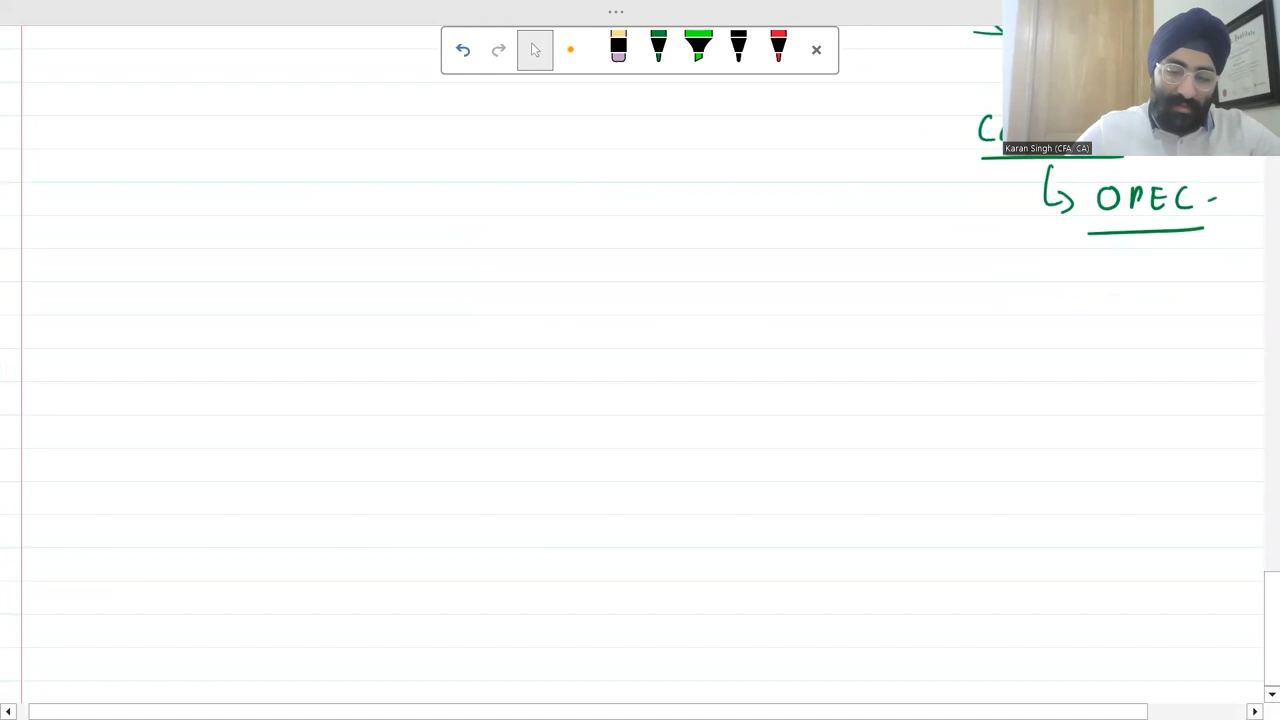 Karan Singh (CFA, CA)
↳ OPEC -